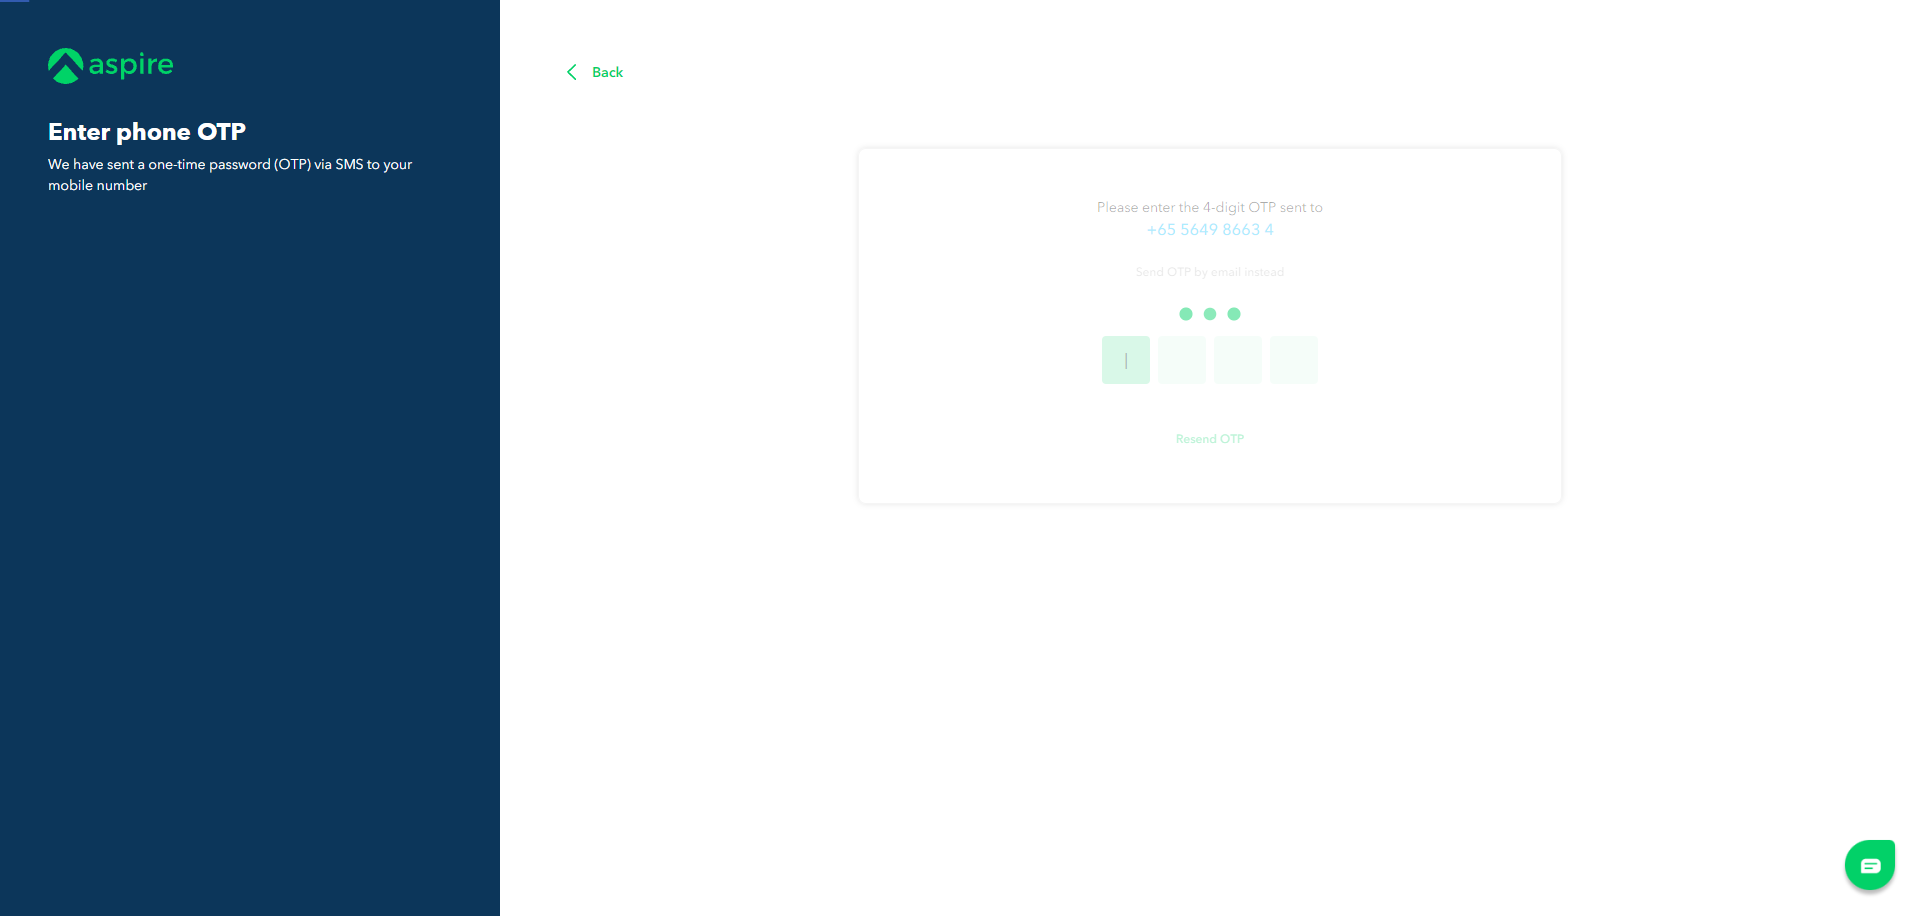 aspire
Enter phone OTP
We have sent a one-time password (OTP) via SMS to your
mobile number
Back
Please enter the 4-digit OTP sent to
+65 5649 8663 4
Send OTP by email instead
Resend OTP